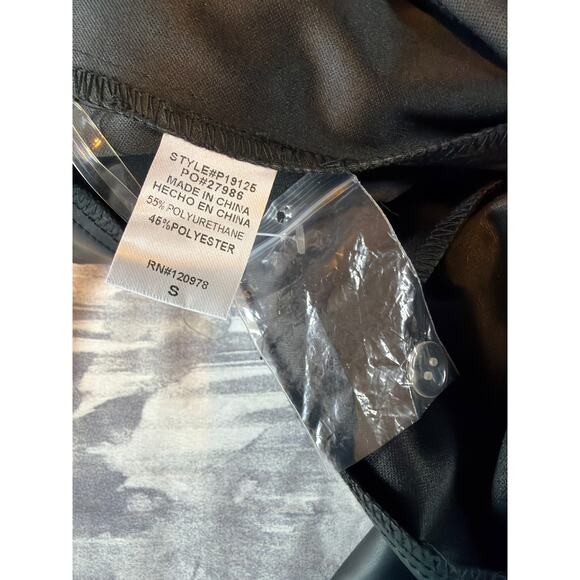 STYLE#P19125
PO#27986
MADE IN CHINA
HECHO EN CHINA
55%POLYURETHANE
45%POLYESTER
RN#120978
S